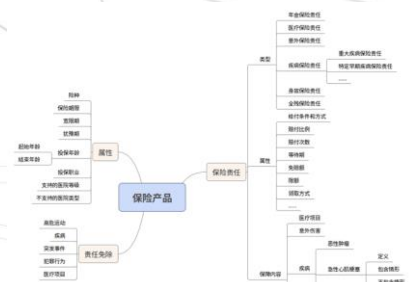 年金保险责任
医疗保险责任
意外保险责任
类型
重大疾病保险责任
疾病保险责任
特定早期疾病保险责任
......
身故保险责任
全残保险责任
给付条件和方式
赔付比例
赔付次数
等待期
属性
免赔额
限额
领取方式
......
保险责任
医疗项目
意外伤害
恶性肿瘤
定义
保障内容
疾病
急性心肌梗塞
包含情形
不包含情形
保险产品
险种
保险期限
宽限期
犹豫期
起始年龄
结束年龄
投保年龄
属性
投保职业
支持的医院等级
不支持的医院类型
高危运动
疾病
突发事件
犯罪行为
医疗项目
责任免除